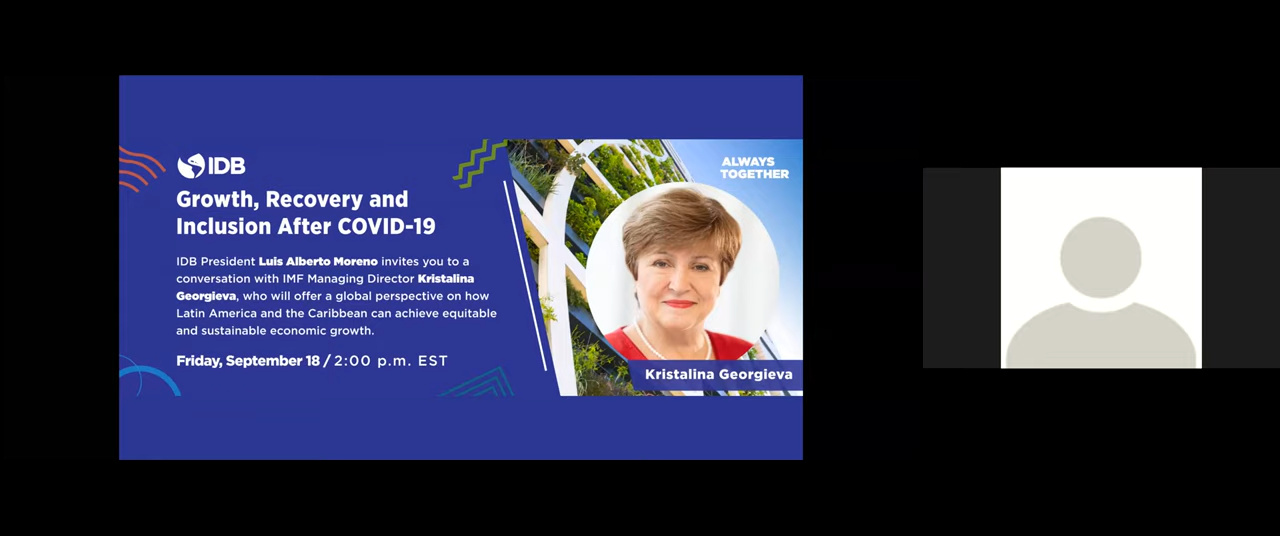 IDB
Growth, Recovery and
Inclusion After COVID-19
IDB President Luis Alberto Moreno invites you to a
conversation with IMF Managing Director Kristalina
Georgieva, who will offer a global perspective on how
Latin America and the Caribbean can achieve equitable
and sustainable economic growth.
Friday, September 18 / 2:00 p.m. EST
ALWAYS
TOGETHER
Kristalina Georgieva